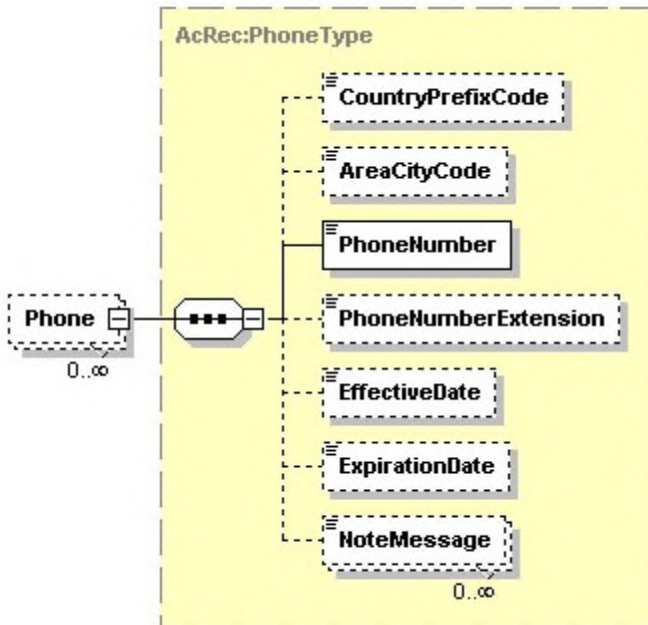 AcRec:PhoneType
CountryPrefixCode
AreaCityCode
PhoneNumber
Phone
0..∞
PhoneNumberExtension
EffectiveDate
ExpirationDate
NoteMessage
0..∞